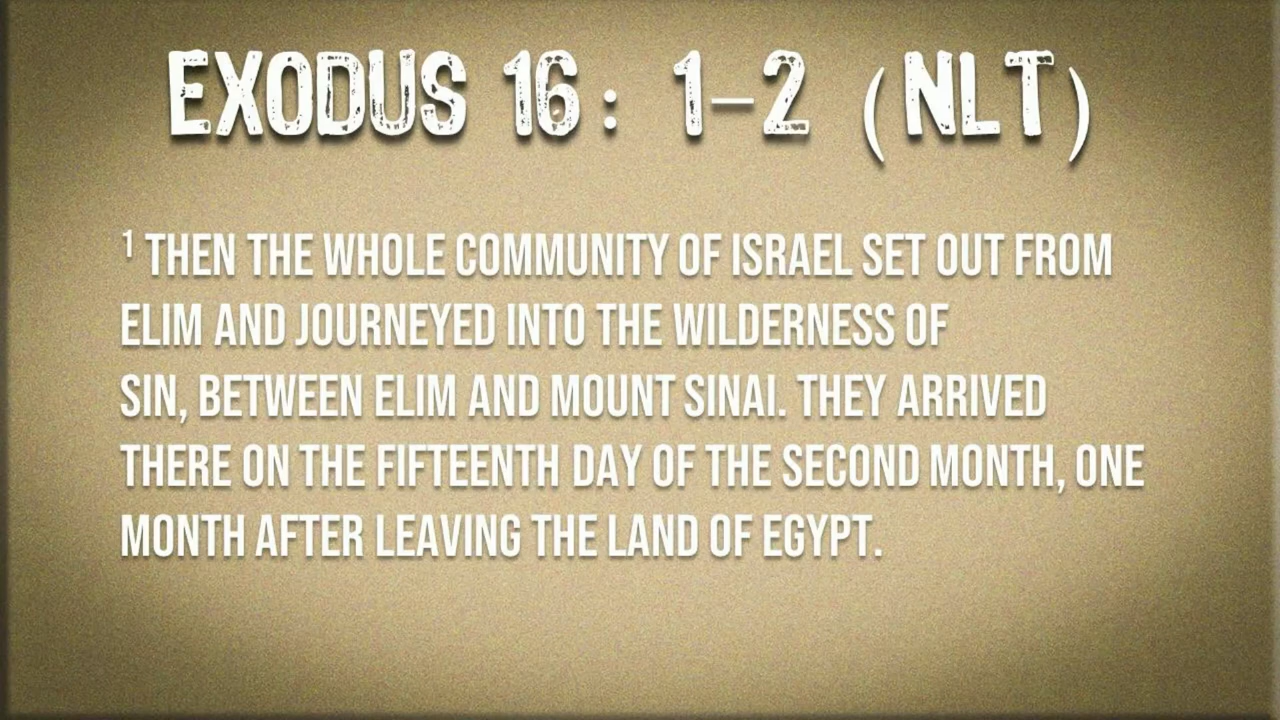 EXODUS 16: 1-2 (NLT)
1 THEN THE WHOLE COMMUNITY OF ISRAEL SET OUT FROM
ELIM AND JOURNEYED INTO THE WILDERNESS OF
SIN, BETWEEN ELIM AND MOUNT SINAI. THEY ARRIVED
THERE ON THE FIFTEENTH DAY OF THE SECOND MONTH, ONE
MONTH AFTER LEAVING THE LAND OF EGYPT.